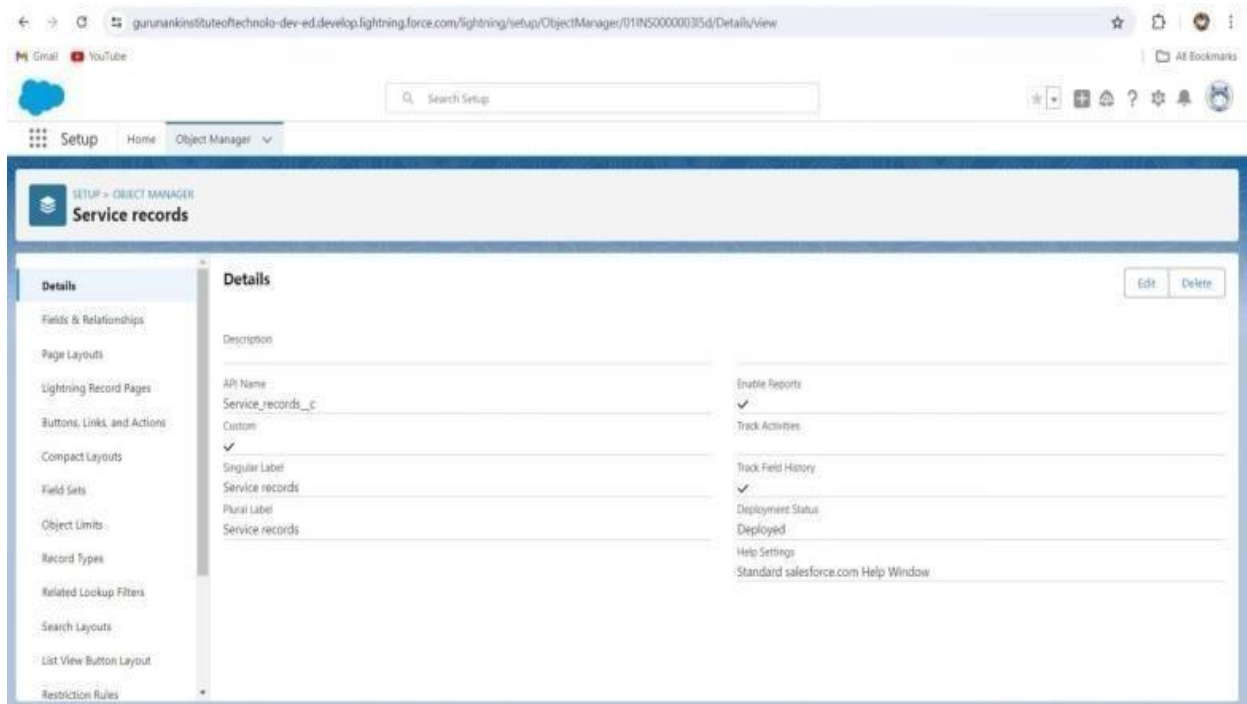 gurunankinstituteoftechnolo-dev-ed.develop.lightning.force.com/lightning/setup/ObjectManager/01INS00000035d/Details/view
Gmail YouTube All Bookmarks
Search Setup
Setup Home Object Manager
SETUP > OBJECT MANAGER
Service records
Details
Fields & Relationships
Page Layouts
Lightning Record Pages
Buttons, Links, and Actions
Compact Layouts
Field Sets
Object Limits
Record Types
Related Lookup Filters
Search Layouts
List View Button Layout
Restriction Rules
Details
Edit Delete
Description
API Name
Service_records__c
Custom
Singular Label
Service records
Plural Label
Service records
Enable Reports
Track Activities
Track Field History
Deployment Status
Deployed
Help Settings
Standard salesforce.com Help Window